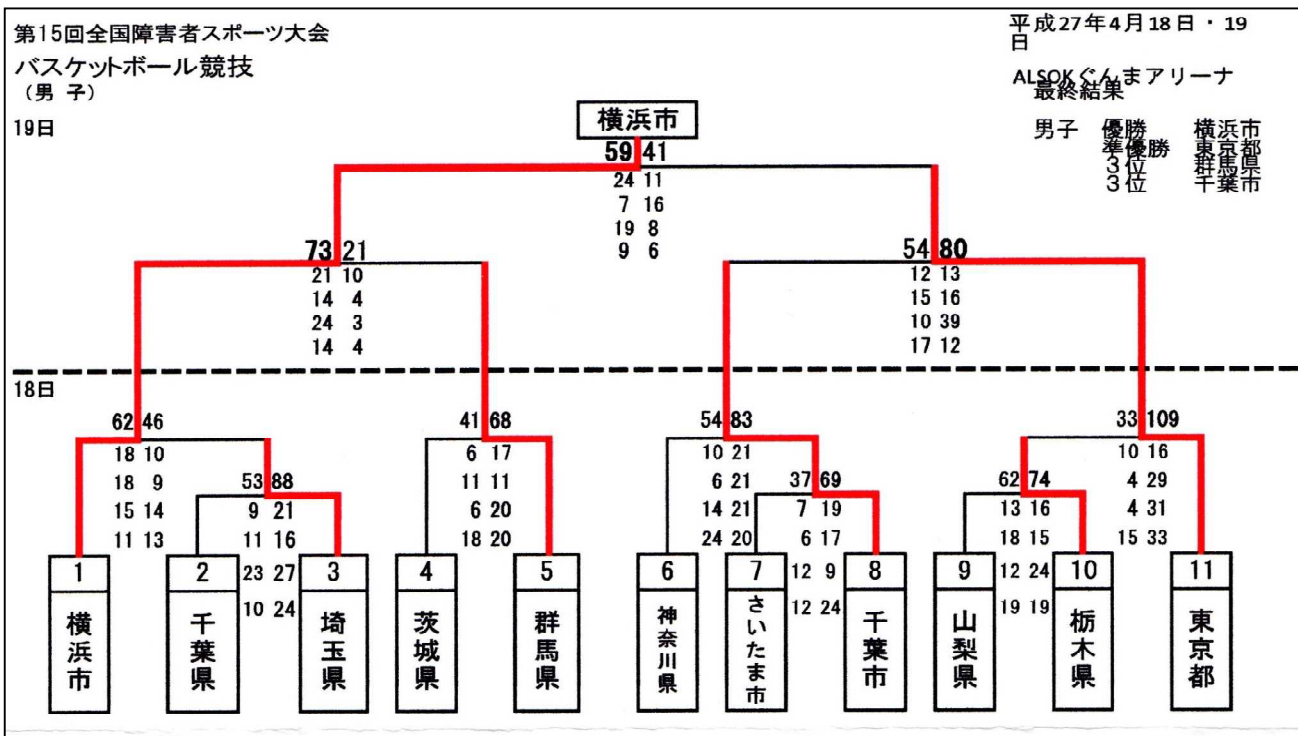 第15回全国障害者スポーツ大会
バスケットボール競技
（男 子）
平成27年4月18日・19
日
ALSOKぐんまアリーナ
最終結果
男子 優勝 横浜市
準優勝 東京都
3位 群馬県
3位 千葉市
19日
横浜市
59 41
24 11
7 16
19 8
9 6
73 21
21 10
14 4
24 3
14 4
54 80
12 13
15 16
10 39
17 12
18日
62 46
18 10
18 9
15 14
11 13
53 88
9 21
11 16
23 27
10 24
41 68
6 17
11 11
6 20
18 20
54 83
10 21
6 21
14 21
24 20
37 69
7 19
6 17
12 9
12 24
62 74
13 16
18 15
12 24
19 19
33 109
10 16
4 29
4 31
15 33
1
横浜市
2
千葉県
3
埼玉県
4
茨城県
5
群馬県
6
神奈川県
7
さいたま市
8
千葉市
9
山梨県
10
栃木県
11
東京都